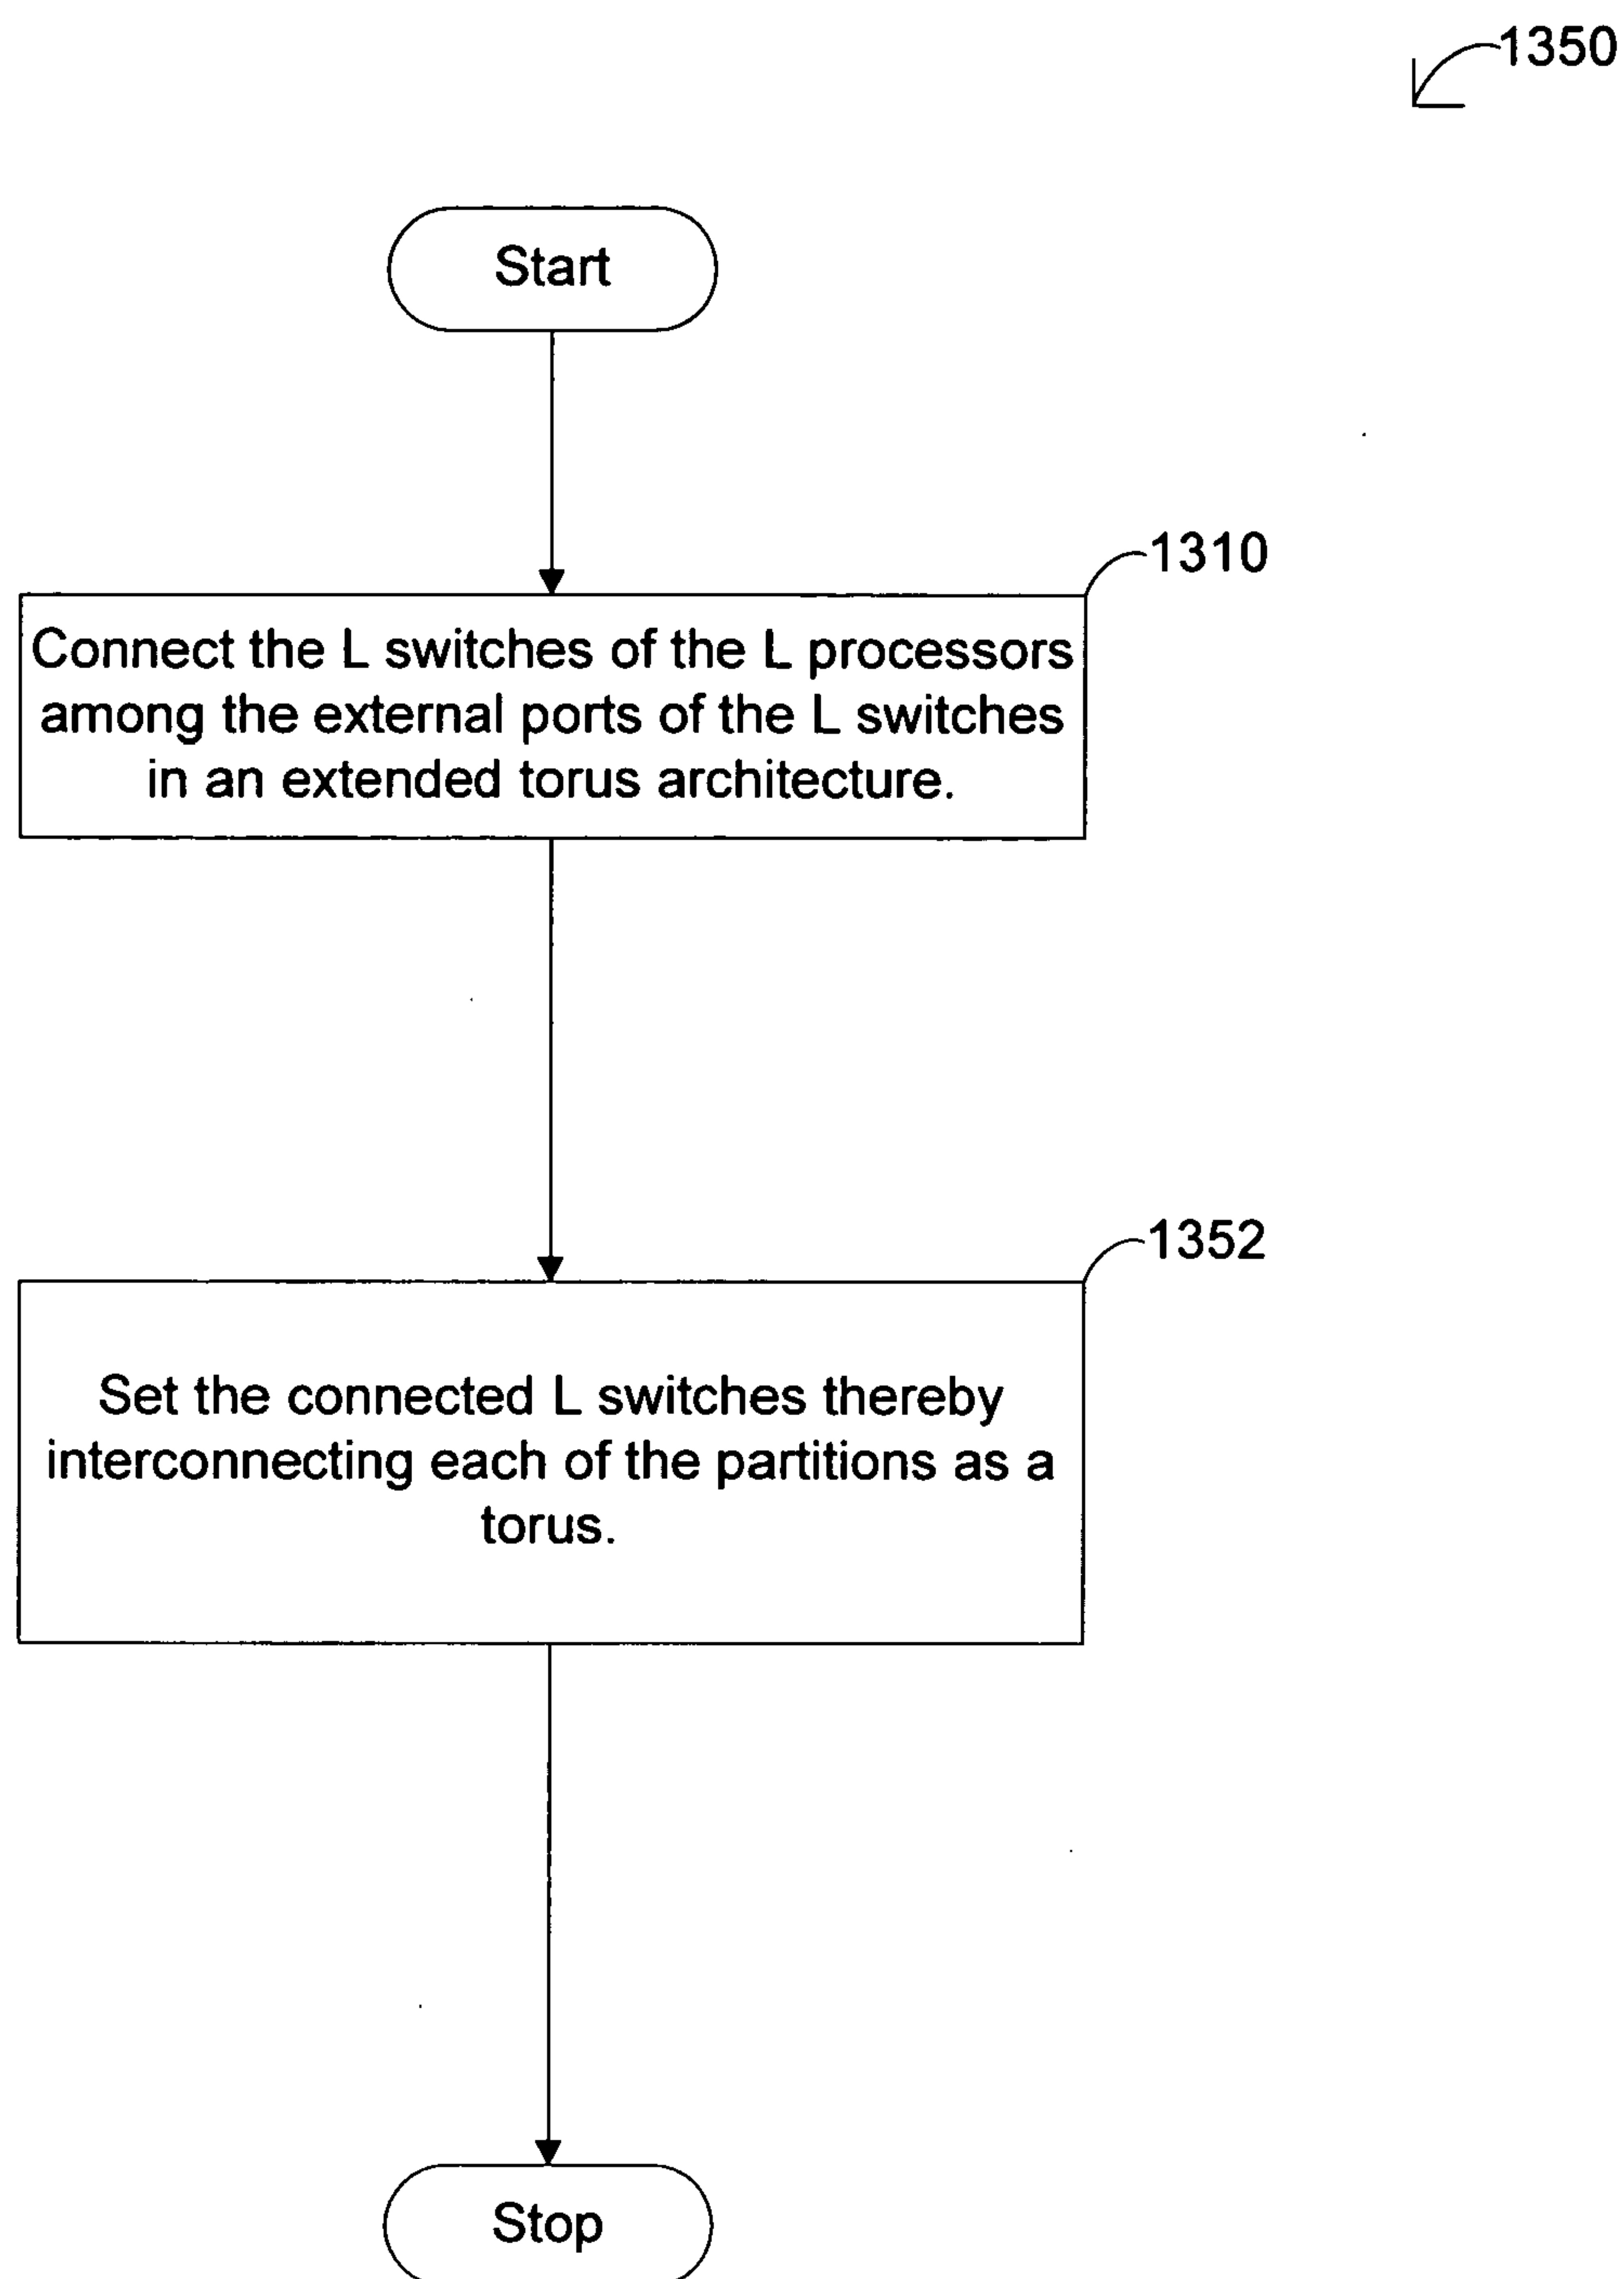 1350
Start
1310
Connect the L switches of the L processors
among the external ports of the L switches
in an extended torus architecture.
1352
Set the connected L switches thereby
interconnecting each of the partitions as a
torus.
Stop